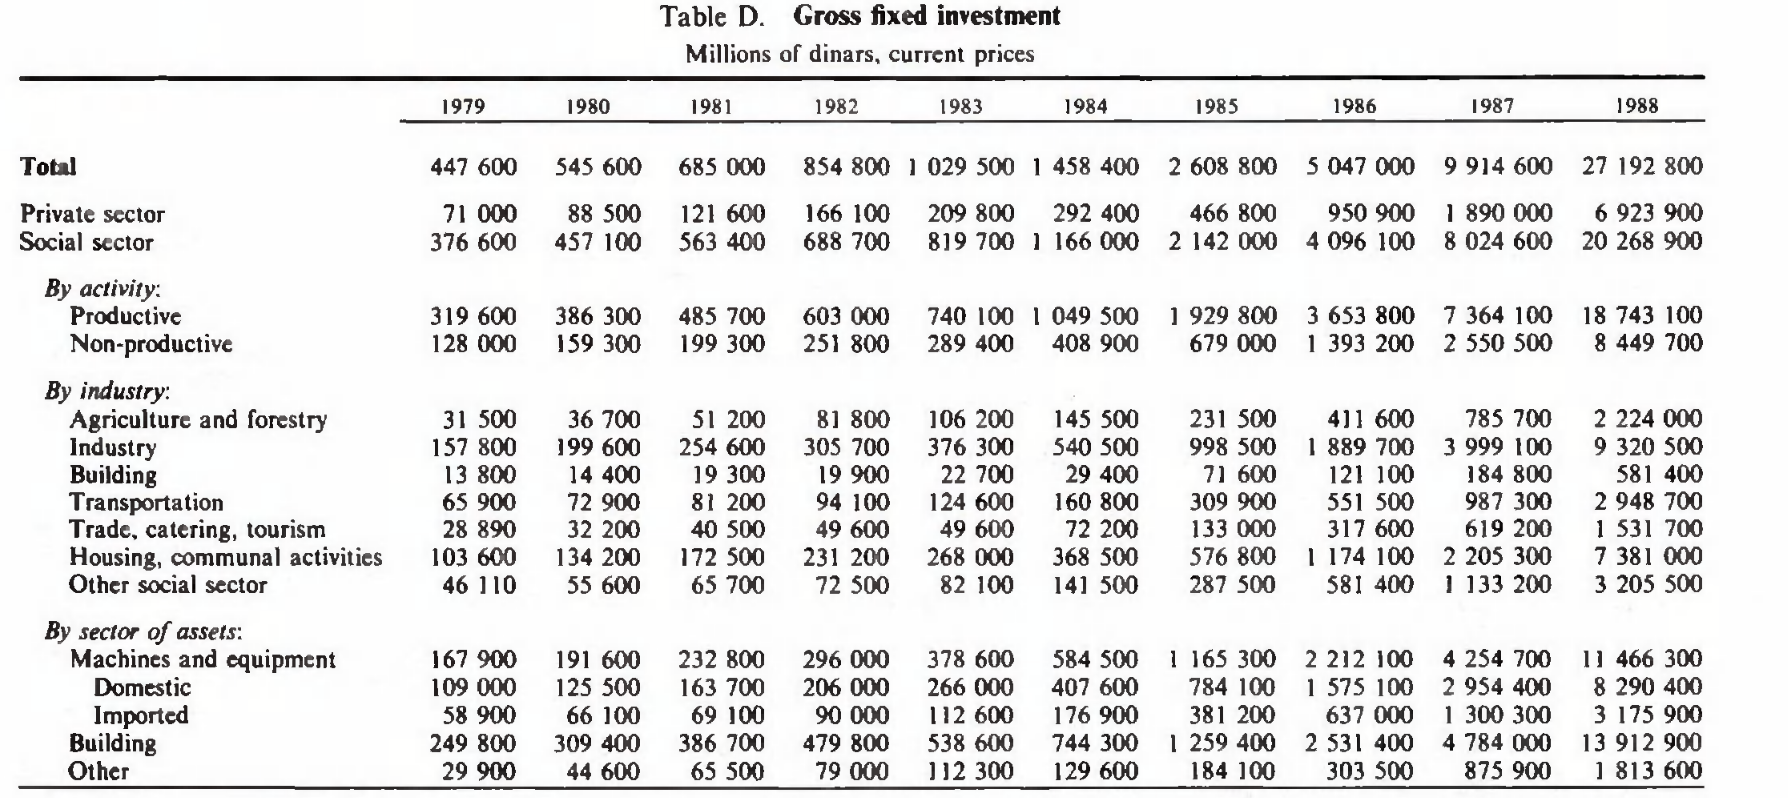 Table D. Gross fixed investment
Millions of dinars, current prices
1979 1980 1981 1982 1983 1984 1985 1986 1987 1988
Total 447 600 545 600 685 000 854 800 1 029 500 1 458 400 2 608 800 5 047 000 9 914 600 27 192 800
Private sector 71 000 88 500 121 600 166 100 209 800 292 400 466 800 950 900 1 890 000 6 923 900
Social sector 376 600 457 100 563 400 688 700 819 700 1 166 000 2 142 000 4 096 100 8 024 600 20 268 900
By activity:
Productive 319 600 386 300 485 700 603 000 740 100 1 049 500 1 929 800 3 653 800 7 364 100 18 743 100
Non-productive 128 000 159 300 199 300 251 800 289 400 408 900 679 000 1 393 200 2 550 500 8 449 700
By industry:
Agriculture and forestry 31 500 36 700 51 200 81 800 106 200 145 500 231 500 411 600 785 700 2 224 000
Industry 157 800 199 600 254 600 305 700 376 300 540 500 998 500 1 889 700 3 999 100 9 320 500
Building 13 800 14 400 19 300 19 900 22 700 29 400 71 600 121 100 184 800 581 400
Transportation 65 900 72 900 81 200 94 100 124 600 160 800 309 900 551 500 987 300 2 948 700
Trade, catering, tourism 28 890 32 200 40 500 49 600 49 600 72 200 133 000 317 600 619 200 1 531 700
Housing, communal activities 103 600 134 200 172 500 231 200 268 000 368 500 576 800 1 174 100 2 205 300 7 381 000
Other social sector 46 110 55 600 65 700 72 500 82 100 141 500 287 500 581 400 1 133 200 3 205 500
By sector of assets:
Machines and equipment 167 900 191 600 232 800 296 000 378 600 584 500 1 165 300 2 212 100 4 254 700 11 466 300
Domestic 109 000 125 500 163 700 206 000 266 000 407 600 784 100 1 575 100 2 954 400 8 290 400
Imported 58 900 66 100 69 100 90 000 112 600 176 900 381 200 637 000 1 300 300 3 175 900
Building 249 800 309 400 386 700 479 800 538 600 744 300 1 259 400 2 531 400 4 784 000 13 912 900
Other 29 900 44 600 65 500 79 000 112 300 129 600 184 100 303 500 875 900 1 813 600